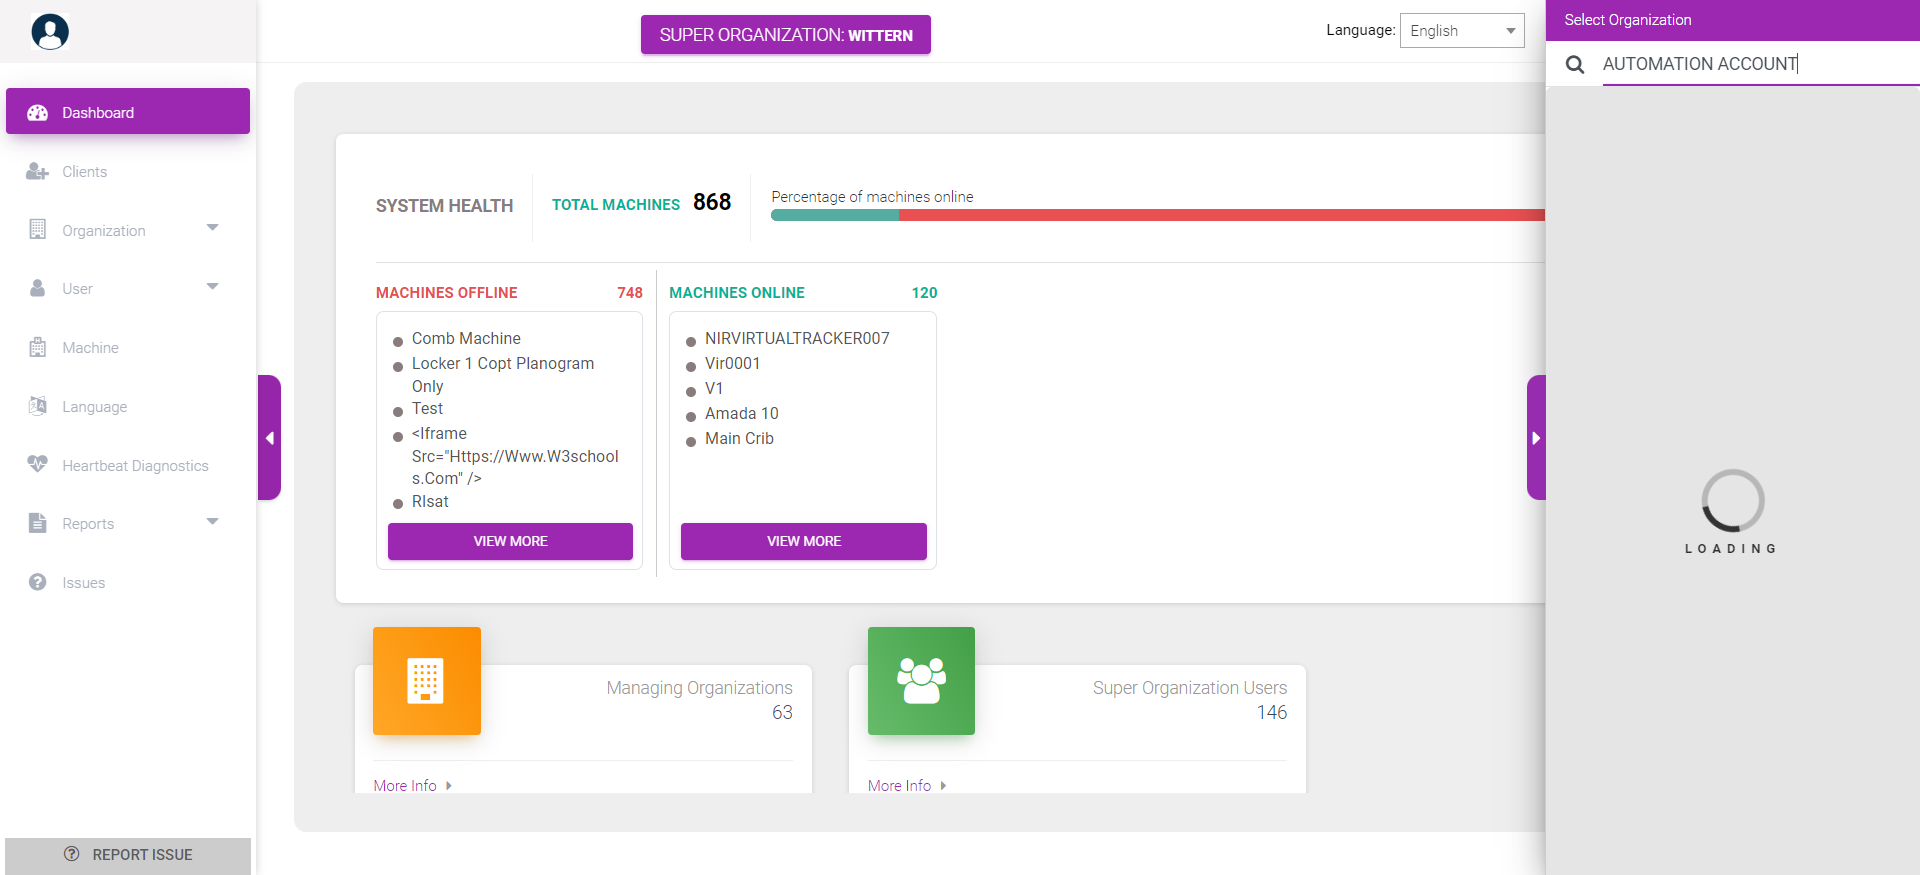 SUPER ORGANIZATION: WITTERN
Language: English
Select Organization
AUTOMATION ACCOUNT
Dashboard
Clients
Organization
User
Machine
Language
Heartbeat Diagnostics
Reports
Issues
REPORT ISSUE
SYSTEM HEALTH
TOTAL MACHINES 868
Percentage of machines online
MACHINES OFFLINE 748
Comb Machine
Locker 1 Copt Planogram
Only
Test
<Iframe
Src="Https://Www.W3school
s.Com" />
RIsat
VIEW MORE
MACHINES ONLINE 120
NIRVIRTUALTRACKER007
Vir0001
V1
Amada 10
Main Crib
VIEW MORE
Managing Organizations
63
More Info
Super Organization Users
146
More Info
LOADING